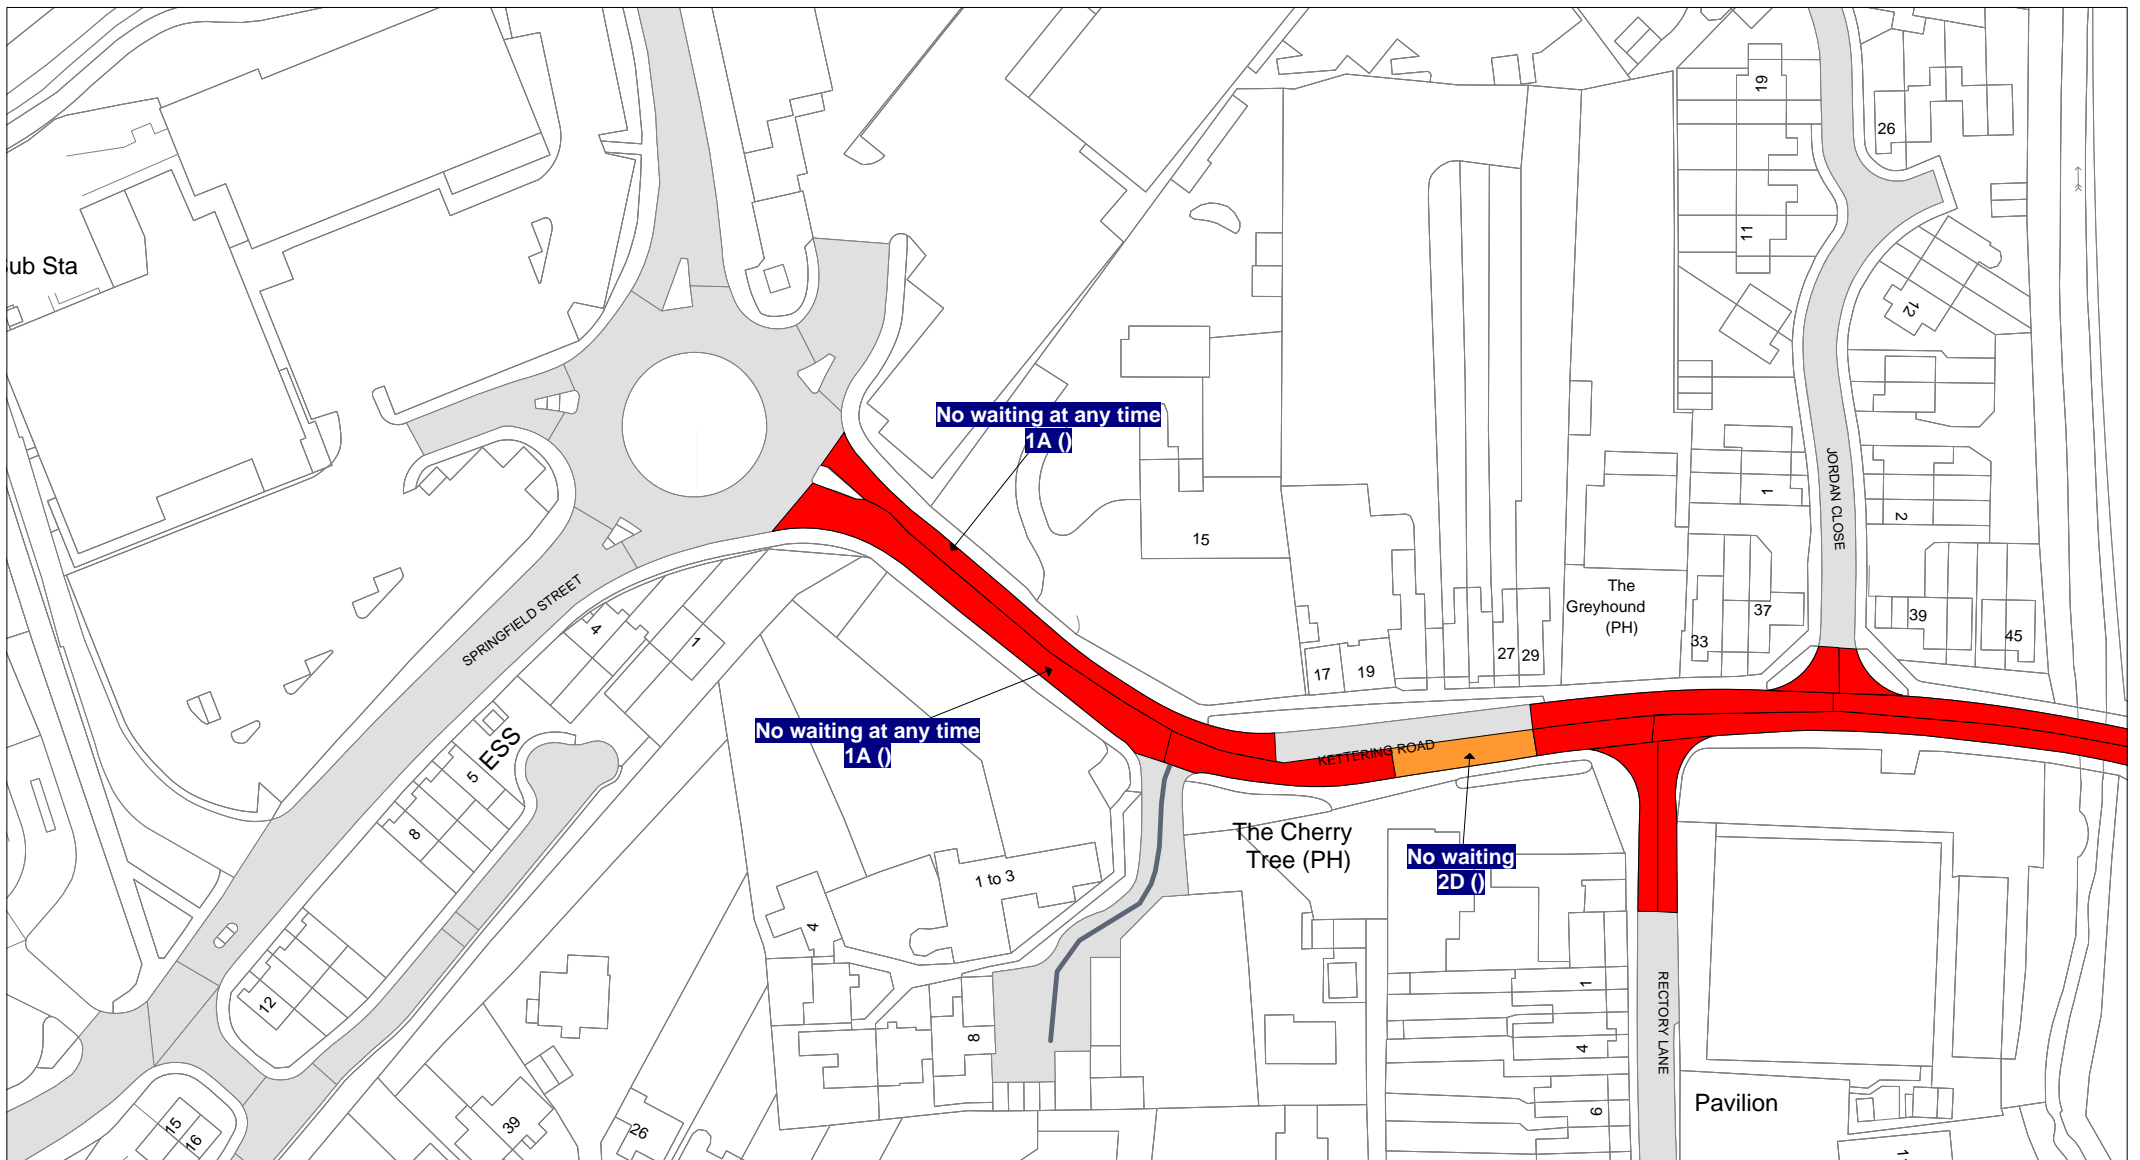 19
26
11
ub Sta
12
No waiting at any time
1A ()
JORDAN CLOSE
1
2
15
The
Greyhound
(PH)
SPRINGFIELD STREET
4
1
33
37
39
45
17
19
27
29
No waiting at any time
1A ()
KETTERING ROAD
ESS
5
8
The Cherry
Tree (PH)
No waiting
2D ()
1 to 3
4
12
8
1
4
6
RECTORY LANE
Pavilion
15
16
39
26